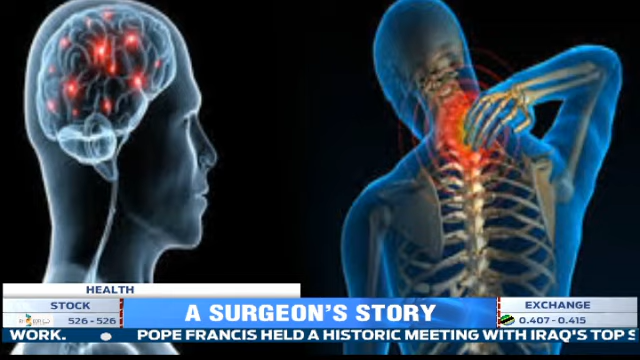 HEALTH
STOCK
526 - 526
A SURGEON'S STORY
EXCHANGE
0.407 - 0.415
WORK.
POPE FRANCIS HELD A HISTORIC MEETING WITH IRAQ'S TOP